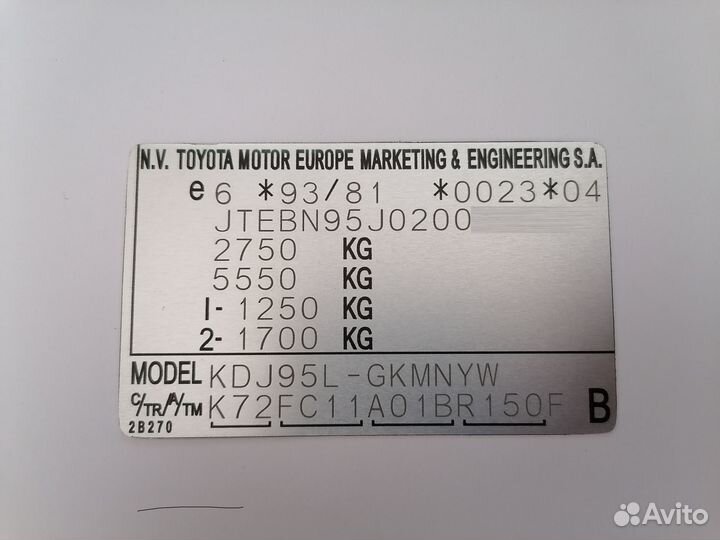 N.V. TOYOTA MOTOR EUROPE MARKETING & ENGINEERING S.A.
e6 *93/81 *0023*04
JTEBN95J0200
2750 KG
5550 KG
1- 1250 KG
2- 1700 KG
MODEL KDJ95L-GKMNYW
C/TR/A/TM K72FC11A01BR150F B
2B270
Avito